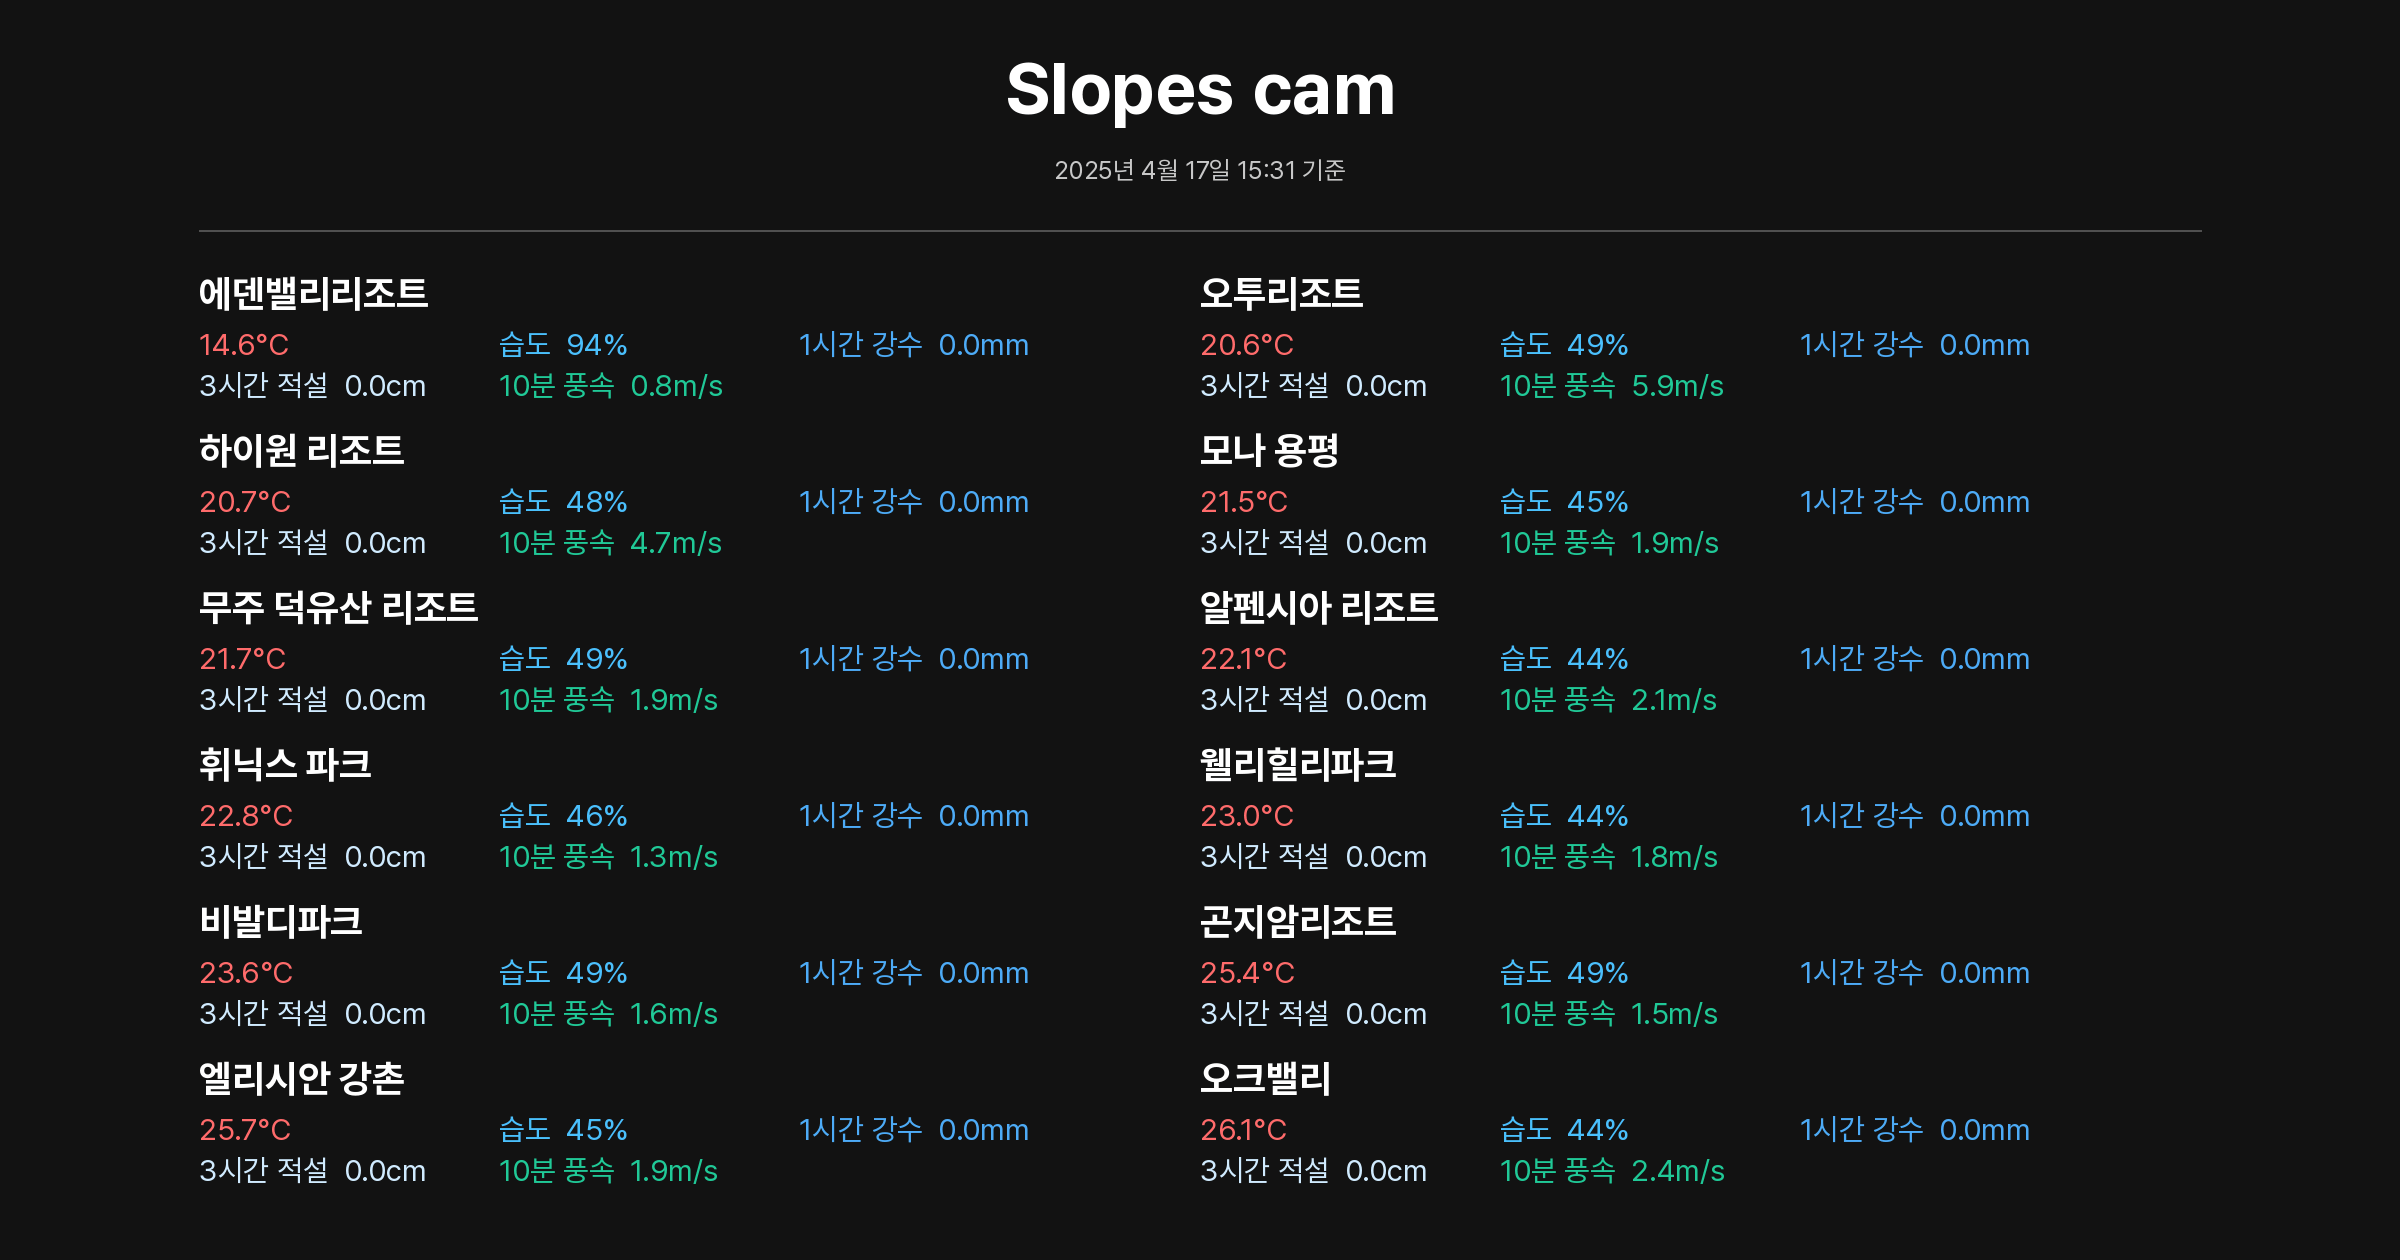 Slopes cam
2025년 4월 17일 15:31 기준
에덴밸리리조트
14.6°C 습도 94% 1시간 강수 0.0mm
3시간 적설 0.0cm 10분 풍속 0.8m/s
오투리조트
20.6°C 습도 49% 1시간 강수 0.0mm
3시간 적설 0.0cm 10분 풍속 5.9m/s
하이원 리조트
20.7°C 습도 48% 1시간 강수 0.0mm
3시간 적설 0.0cm 10분 풍속 4.7m/s
모나 용평
21.5°C 습도 45% 1시간 강수 0.0mm
3시간 적설 0.0cm 10분 풍속 1.9m/s
무주 덕유산 리조트
21.7°C 습도 49% 1시간 강수 0.0mm
3시간 적설 0.0cm 10분 풍속 1.9m/s
알펜시아 리조트
22.1°C 습도 44% 1시간 강수 0.0mm
3시간 적설 0.0cm 10분 풍속 2.1m/s
휘닉스 파크
22.8°C 습도 46% 1시간 강수 0.0mm
3시간 적설 0.0cm 10분 풍속 1.3m/s
웰리힐리파크
23.0°C 습도 44% 1시간 강수 0.0mm
3시간 적설 0.0cm 10분 풍속 1.8m/s
비발디파크
23.6°C 습도 49% 1시간 강수 0.0mm
3시간 적설 0.0cm 10분 풍속 1.6m/s
곤지암리조트
25.4°C 습도 49% 1시간 강수 0.0mm
3시간 적설 0.0cm 10분 풍속 1.5m/s
엘리시안 강촌
25.7°C 습도 45% 1시간 강수 0.0mm
3시간 적설 0.0cm 10분 풍속 1.9m/s
오크밸리
26.1°C 습도 44% 1시간 강수 0.0mm
3시간 적설 0.0cm 10분 풍속 2.4m/s